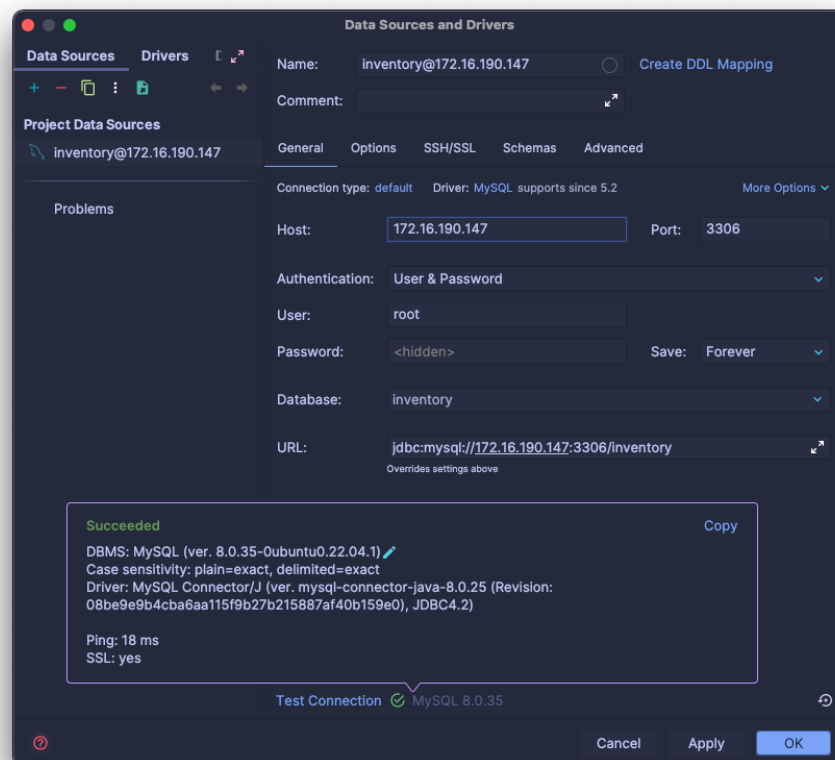 Data Sources and Drivers
Data Sources Drivers
Project Data Sources
inventory@172.16.190.147
Problems
Name: inventory@172.16.190.147 Create DDL Mapping
Comment:
General Options SSH/SSL Schemas Advanced
Connection type: default Driver: MySQL supports since 5.2 More Options
Host: 172.16.190.147 Port: 3306
Authentication: User & Password
User: root
Password: <hidden> Save: Forever
Database: inventory
URL: jdbc:mysql://172.16.190.147:3306/inventory
Overrides settings above
Succeeded Copy
DBMS: MySQL (ver. 8.0.35-0ubuntu0.22.04.1)
Case sensitivity: plain=exact, delimited=exact
Driver: MySQL Connector/J (ver. mysql-connector-java-8.0.25 (Revision:
08be9e9b4cba6aa115f9b27b215887af40b159e0), JDBC4.2)
Ping: 18 ms
SSL: yes
Test Connection MySQL 8.0.35
? Cancel Apply OK